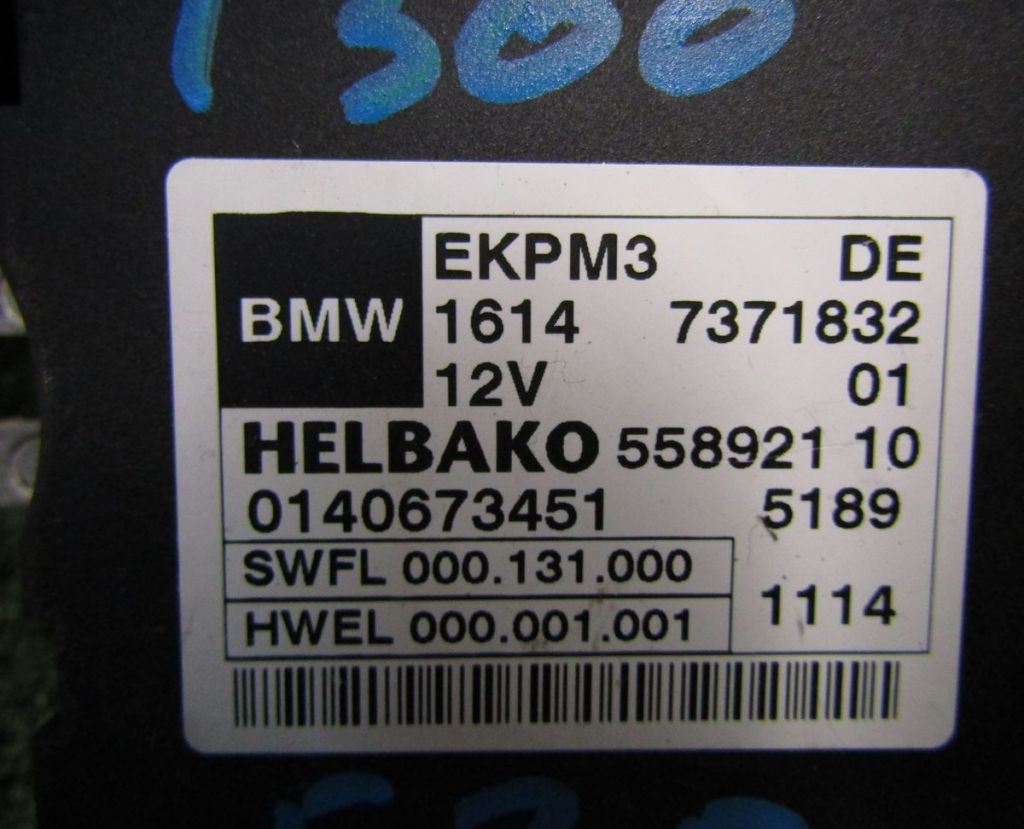 1500
EKPM3 DE
BMW 1614 7371832
12V 01
HELBAKO 558921 10
0140673451 5189
SWFL 000.131.000
1114
HWEL 000.001.001